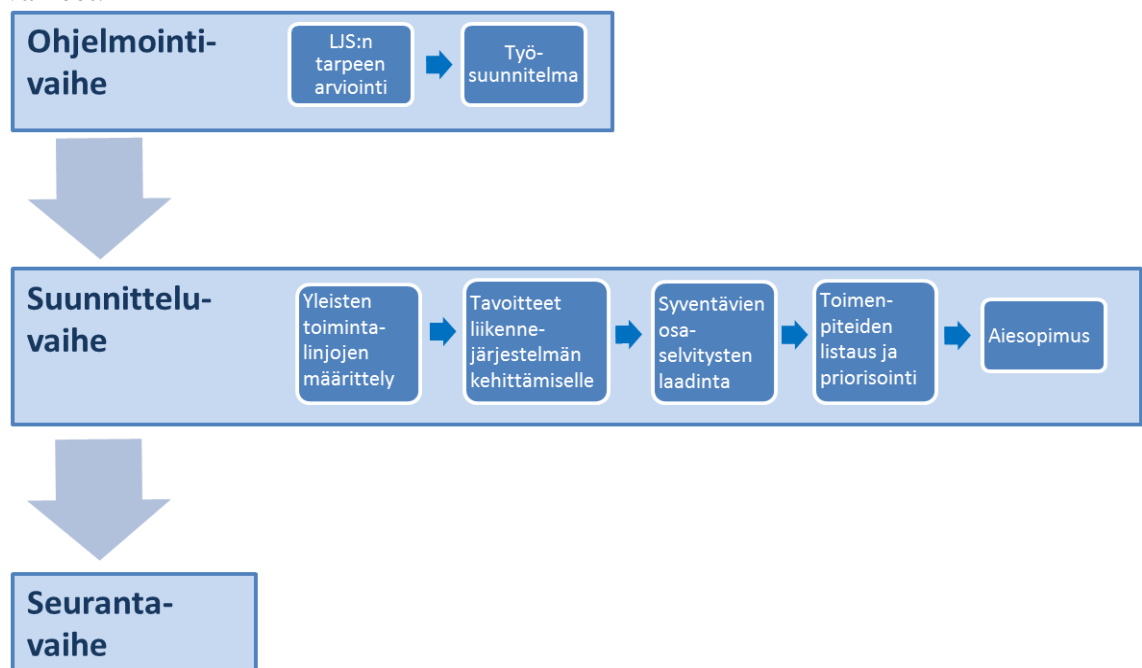 Ohjelmointi-
vaihe
LJS:n
tarpeen
arviointi
Työ-
suunnitelma
Suunnittelu-
vaihe
Yleisten
toiminta-
linjojen
määrittely
Tavoitteet
liikenne-
järjestelmän
kehittämiselle
Syventävien
osa-
selvitysten
laadinta
Toimen-
piteiden
listaus ja
priorisointi
Aiesopimus
Seuranta-
vaihe